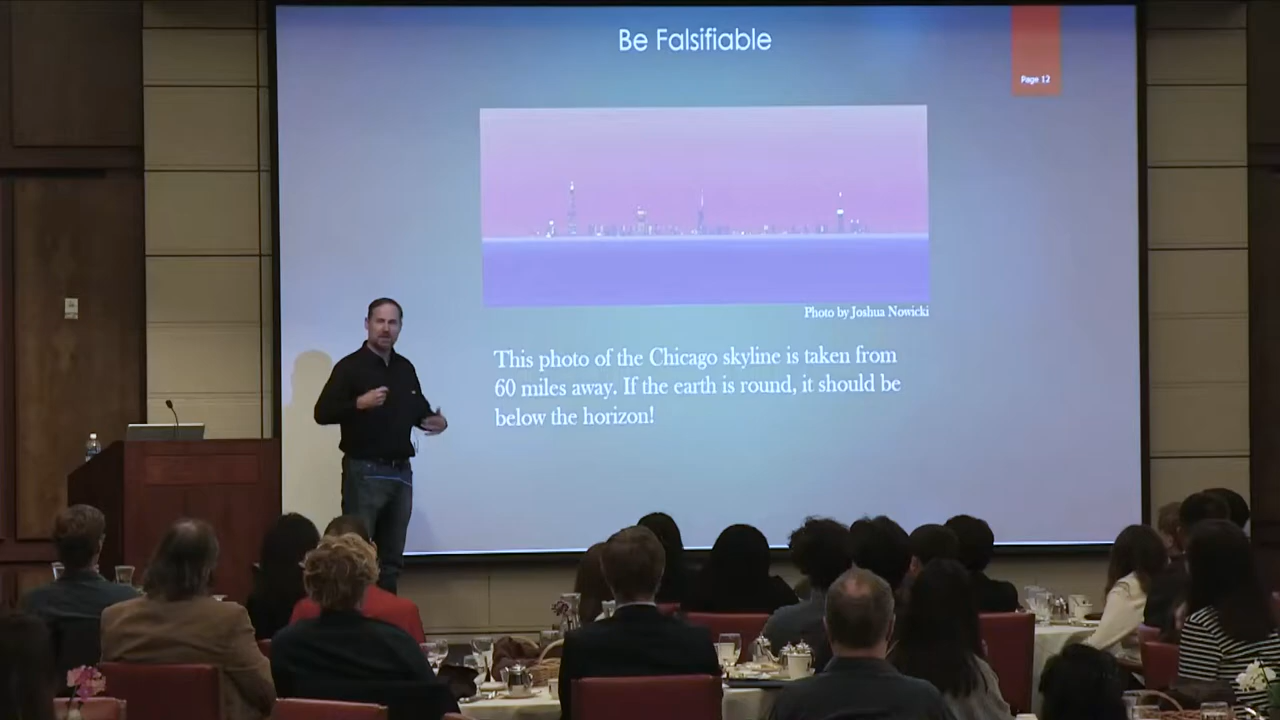 Be Falsifiable
Page 12
Photo by Joshua Nowicki
This photo of the Chicago skyline is taken from
60 miles away. If the earth is round, it should be
below the horizon!